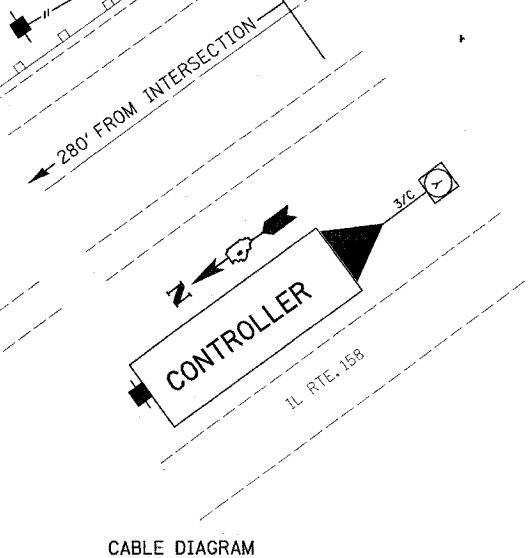 280' FROM INTERSECTION
3/C
Y
N
CONTROLLER
IL RTE. 158
CABLE DIAGRAM